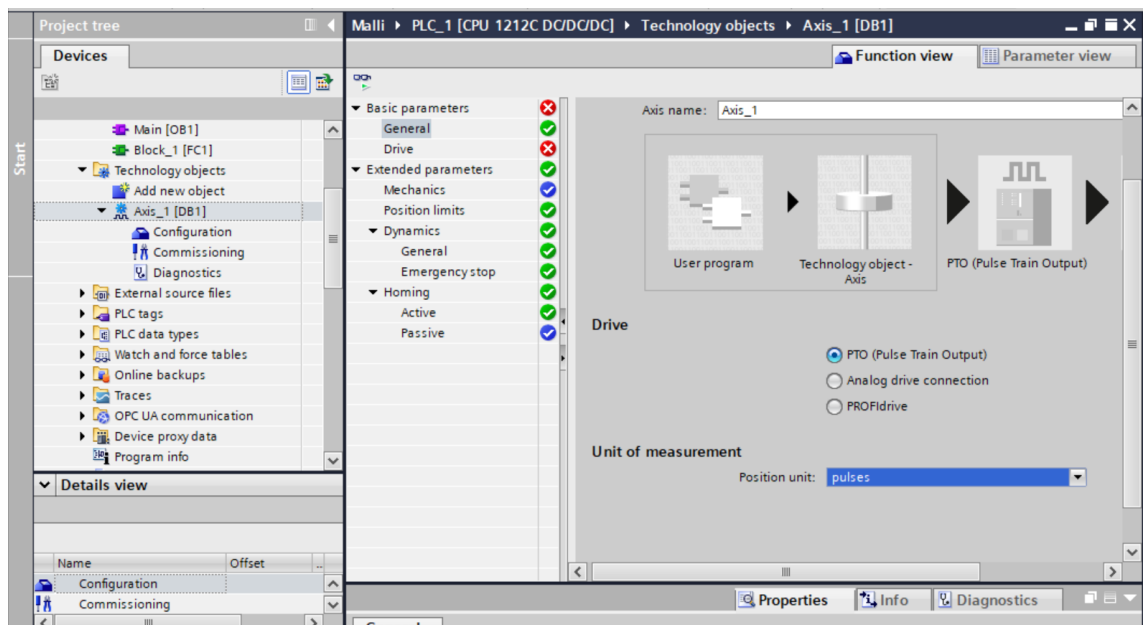 Project tree
Malli ▸ PLC_1 [CPU 1212C DC/DC/DC] ▸ Technology objects ▸ Axis_1 [DB1]
Devices
Function view
Parameter view
Start
Main [OB1]
Block_1 [FC1]
Technology objects
Add new object
Axis_1 [DB1]
Configuration
Commissioning
Diagnostics
External source files
PLC tags
PLC data types
Watch and force tables
Online backups
Traces
OPC UA communication
Device proxy data
Program info
Details view
Name
Offset
..
Configuration
Commissioning
Basic parameters
General
Drive
Extended parameters
Mechanics
Position limits
Dynamics
General
Emergency stop
Homing
Active
Passive
Axis name:
Axis_1
User program
Technology object -
Axis
PTO (Pulse Train Output)
Drive
PTO (Pulse Train Output)
Analog drive connection
PROFIdrive
Unit of measurement
Position unit:
pulses
Properties
Info
Diagnostics